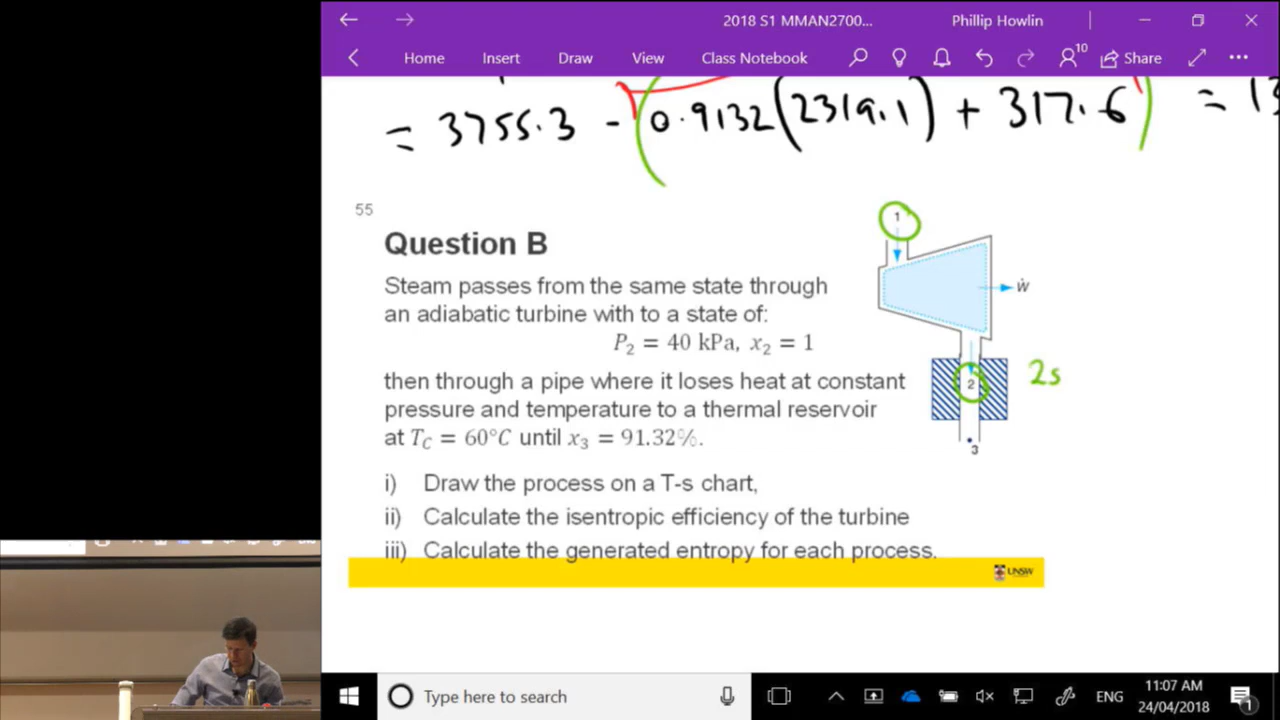 2018 S1 MMAN2700...
Phillip Howlin
Home Insert Draw View Class Notebook
10
Share
= 3755.3 - (0.9132(2319.1) + 317.6) = 13
55
Question B
1
Steam passes from the same state through
an adiabatic turbine with to a state of:
Ẇ
P₂ = 40 kPa, x₂ = 1
then through a pipe where it loses heat at constant
2
2s
pressure and temperature to a thermal reservoir
at T_C = 60°C until x₃ = 91.32%.
3
i) Draw the process on a T-s chart,
ii) Calculate the isentropic efficiency of the turbine
iii) Calculate the generated entropy for each process.
UNSW
Type here to search
ENG
11:07 AM
24/04/2018
1